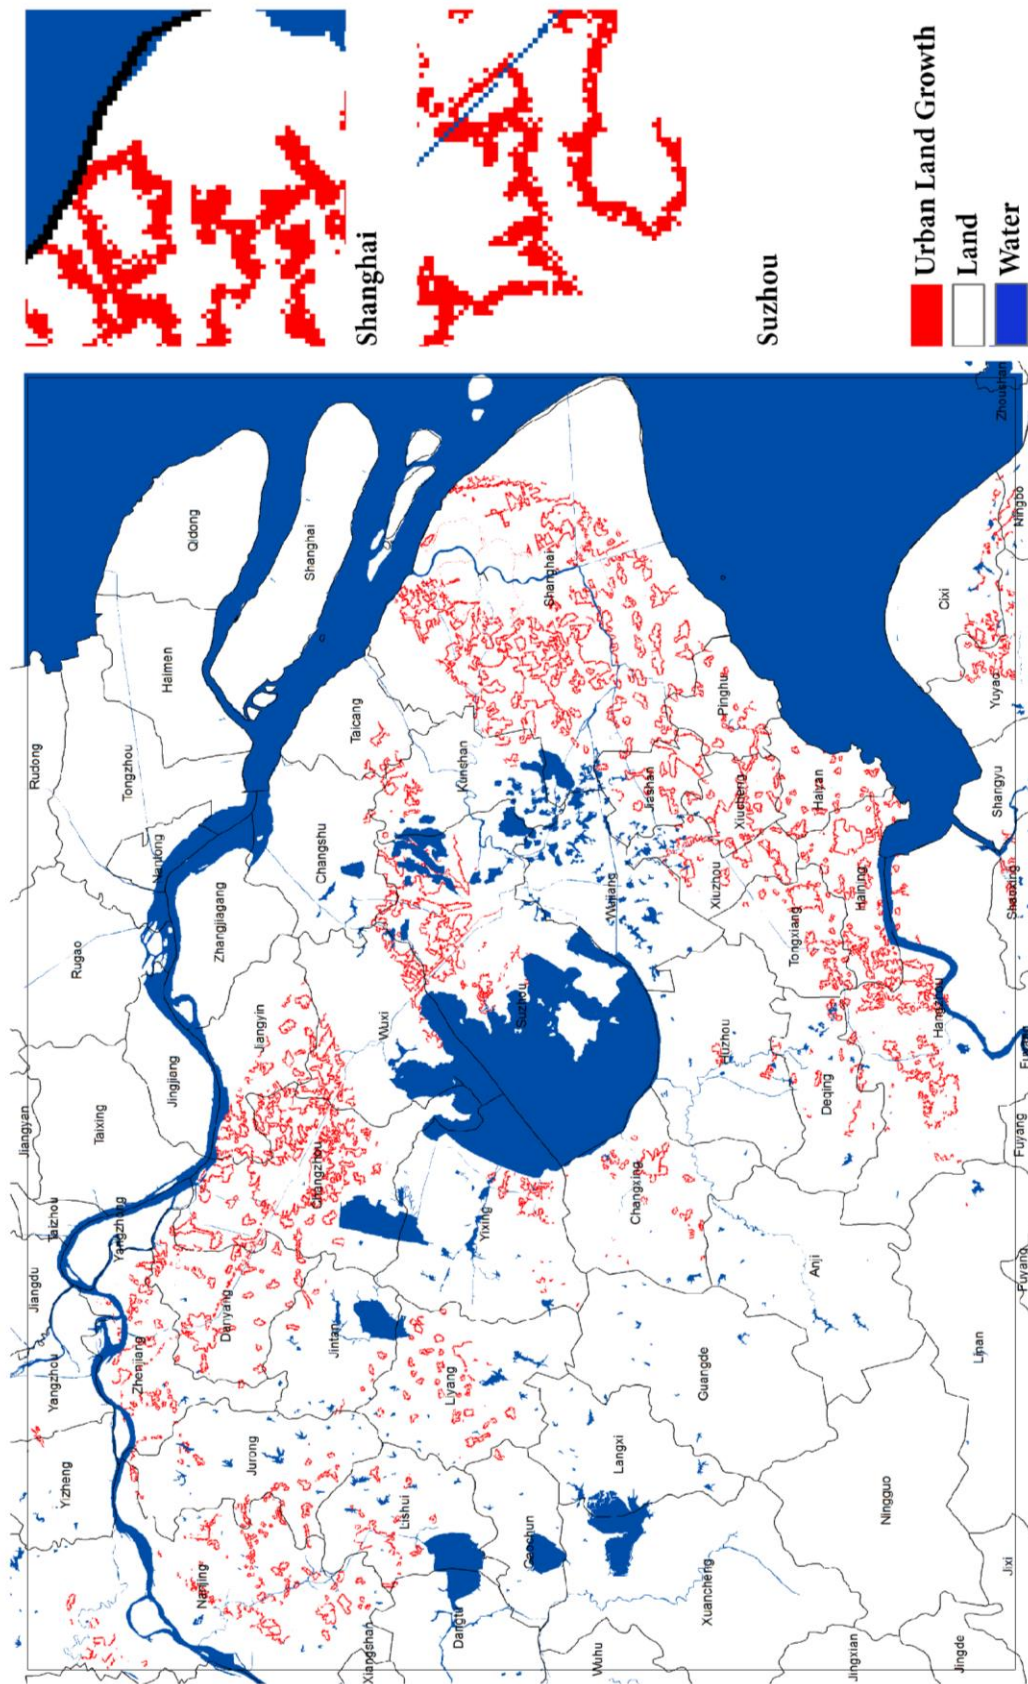 Rudong
Jiangyan
Rugao
Tongzhou
Qidong
Haimen
Jiangdu
Taizhou
Taixing
Nantong
Yangzhou
Yangzhong
Jingjiang
Zhangjiagang
Shanghai
Yizheng
Zhenjiang
Danyang
Jiangyin
Changshu
Taicang
Nanjing
Jurong
Jintan
Changzhou
Wuxi
Kunshan
Shanghai
Lishui
Liyang
Yixing
Suzhou
Xiangshan
Dangtu
Gaochun
Wujiang
Jiashan
Wuhu
Langxi
Changxing
Pinghu
Xuancheng
Guangde
Huzhou
Xiuzhou
Xiucheng
Anji
Deqing
Tongxiang
Haiyan
Haining
Jingxian
Ningguo
Hangzhou
Cixi
Jingde
Linan
Shangyu
Yuyao
Zhoushan
Jixi
Fuyang
Fuyang
Shaoxing
Ningbo
Shanghai
Suzhou
Urban Land Growth
Land
Water